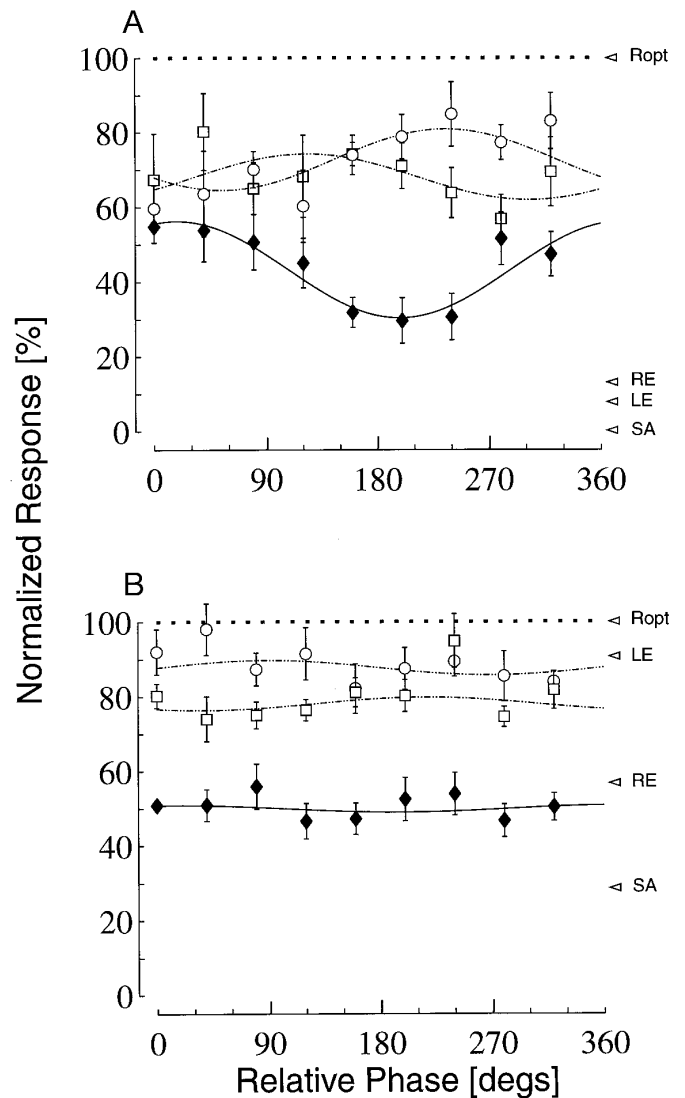 A
100
80
60
40
20
0
0 90 180 270 360
Ropt
RE
LE
SA
Normalized Response [%]
B
100
80
60
40
20
0
0 90 180 270 360
Ropt
LE
RE
SA
Relative Phase [degs]